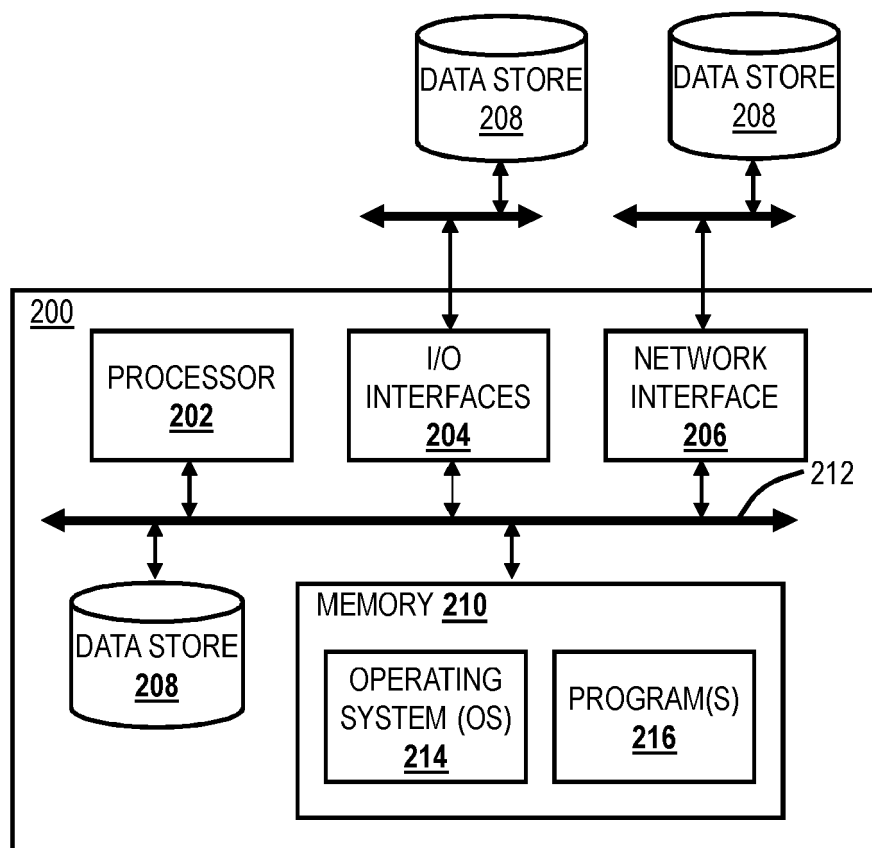 DATA STORE
208
DATA STORE
208
200
PROCESSOR
202
I/O
INTERFACES
204
NETWORK
INTERFACE
206
212
DATA STORE
208
MEMORY 210
OPERATING
SYSTEM (OS)
214
PROGRAM(S)
216